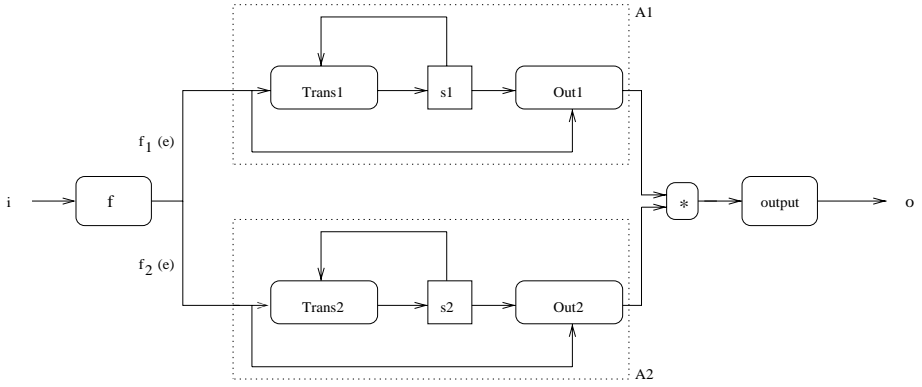 A1
Trans1
s1
Out1
f1 (e)
i
f
*
output
o
f2 (e)
Trans2
s2
Out2
A2